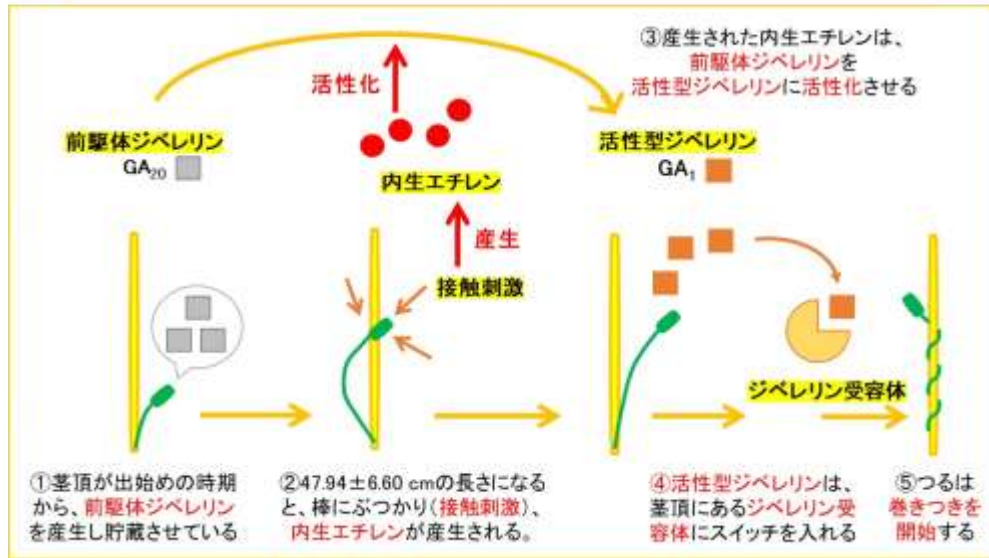 ③産生された内生エチレンは、
前駆体ジベレリンを
活性型ジベレリンに活性化させる
活性化
前駆体ジベレリン
GA₂₀
内生エチレン
活性型ジベレリン
GA₁
産生
接触刺激
ジベレリン受容体
①茎頂が出始めの時期
から、前駆体ジベレリン
を産生し貯蔵させている
②47.94±6.60 cmの長さになる
と、棒にぶつかり(接触刺激)、
内生エチレンが産生される。
④活性型ジベレリンは、
茎頂にあるジベレリン受
容体にスイッチを入れる
⑤つるは
巻きつきを
開始する